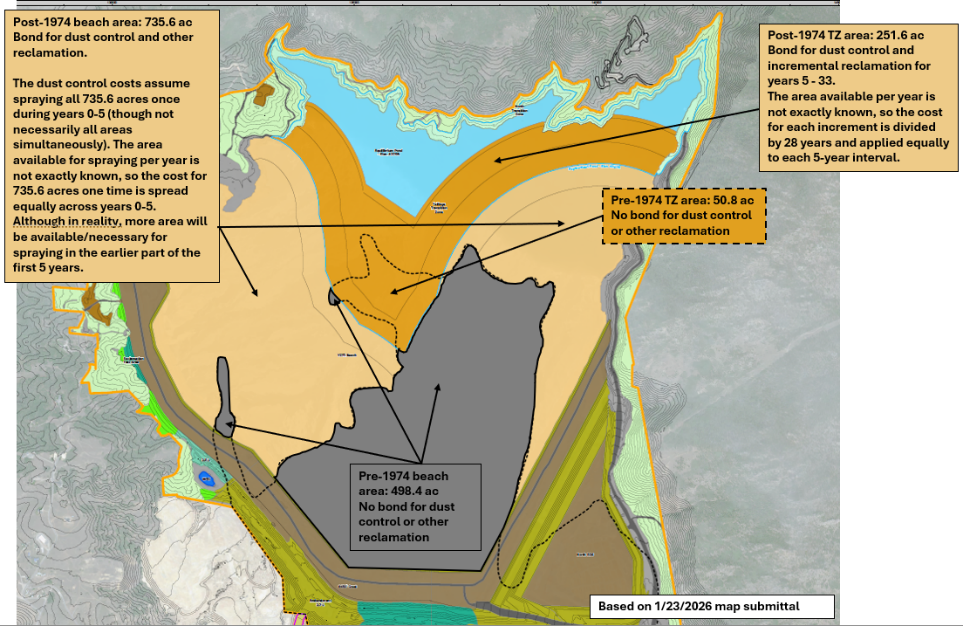 Post-1974 beach area: 735.6 ac
Bond for dust control and other
reclamation.
The dust control costs assume
spraying all 735.6 acres once
during years 0-5 (though not
necessarily all areas
simultaneously). The area
available for spraying per year is
not exactly known, so the cost for
735.6 acres one time is spread
equally across years 0-5.
Although in reality, more area will
be available/necessary for
spraying in the earlier part of the
first 5 years.
Post-1974 TZ area: 251.6 ac
Bond for dust control and
incremental reclamation for
years 5 - 33.
The area available per year is
not exactly known, so the cost
for each increment is divided
by 28 years and applied equally
to each 5-year interval.
Pre-1974 TZ area: 50.8 ac
No bond for dust control
or other reclamation
Pre-1974 beach
area: 498.4 ac
No bond for dust
control or other
reclamation
Based on 1/23/2026 map submittal